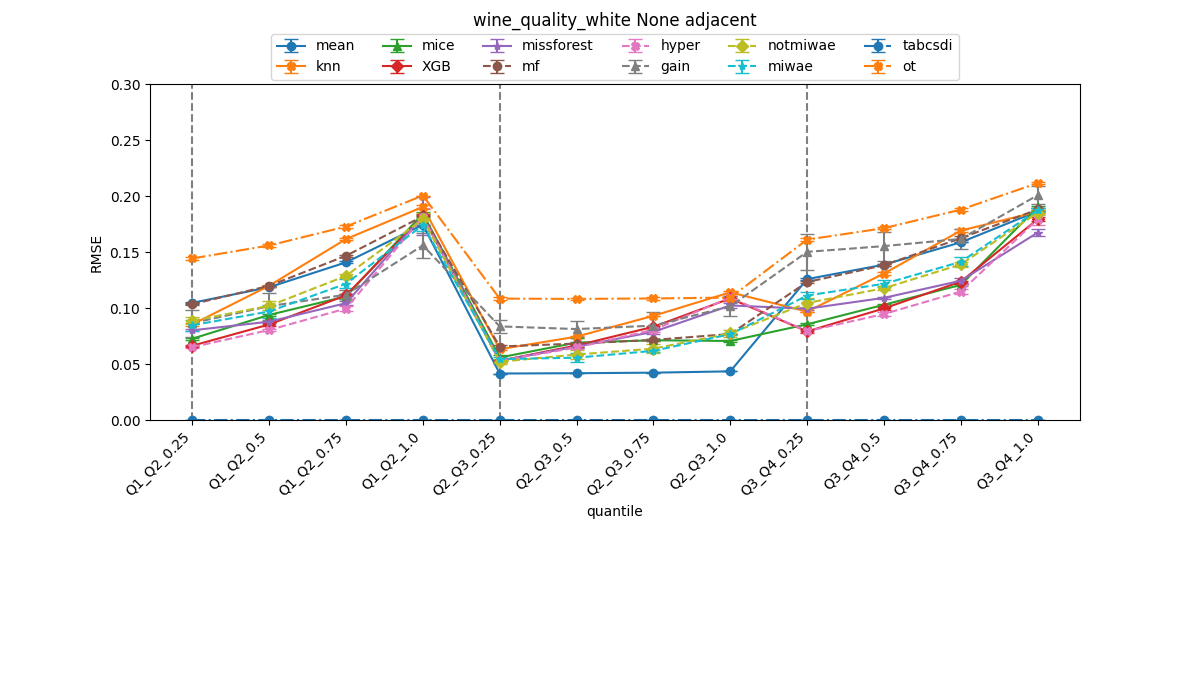 wine_quality_white None adjacent
mean mice missforest hyper notmiwae tabcsdi
knn XGB mf gain miwae ot
0.30
0.25
0.20
0.15
0.10
0.05
0.00
RMSE
Q1_Q2_0.25 Q1_Q2_0.5 Q1_Q2_0.75 Q1_Q2_1.0 Q2_Q3_0.25 Q2_Q3_0.5 Q2_Q3_0.75 Q2_Q3_1.0 Q3_Q4_0.25 Q3_Q4_0.5 Q3_Q4_0.75 Q3_Q4_1.0
quantile